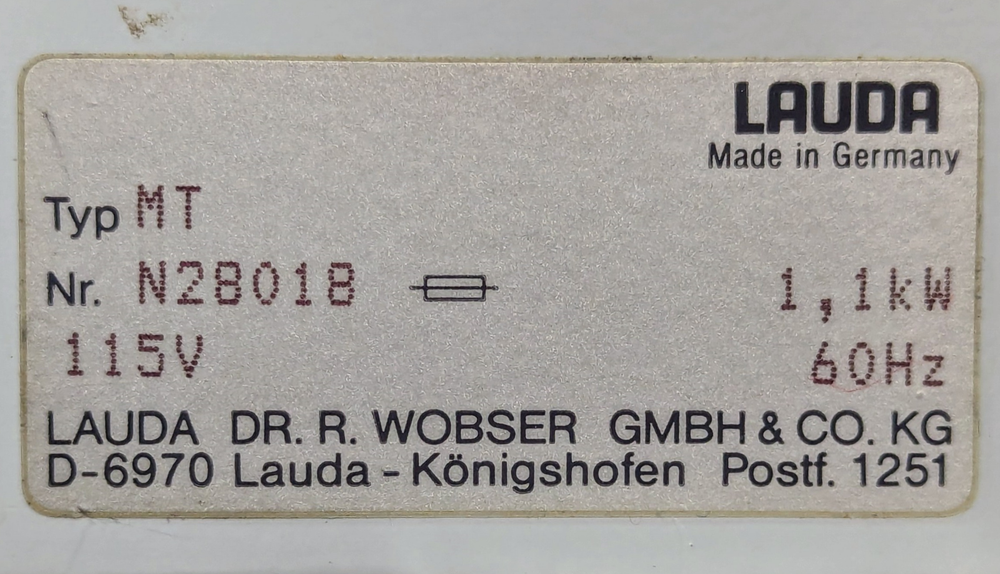 LAUDA
Made in Germany
Typ MT
Nr. N28018 1,1kW
115V 60Hz
LAUDA DR. R. WOBSER GMBH & CO. KG
D-6970 Lauda - Königshofen Postf. 1251